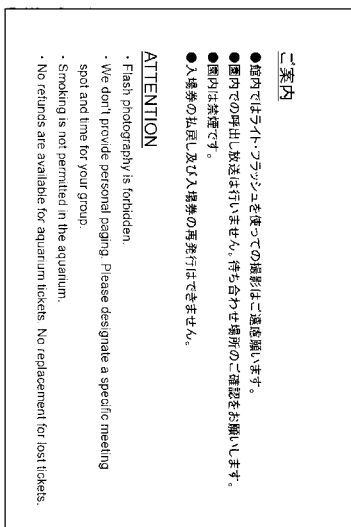 ご案内
●館内ではライト・フラッシュを使っての撮影はご遠慮願います。
●園内での呼出し放送は行いません。待ち合わせ場所のご確認をお願いします。
●園内は禁煙です。
●入場券の払戻し及び入場券の再発行はできません。
ATTENTION
・Flash photography is forbidden.
・We don't provide personal paging. Please designate a specific meeting
spot and time for your group.
・Smoking is not permitted in the aquarium.
・No refunds are available for aquarium tickets. No replacement for lost tickets.